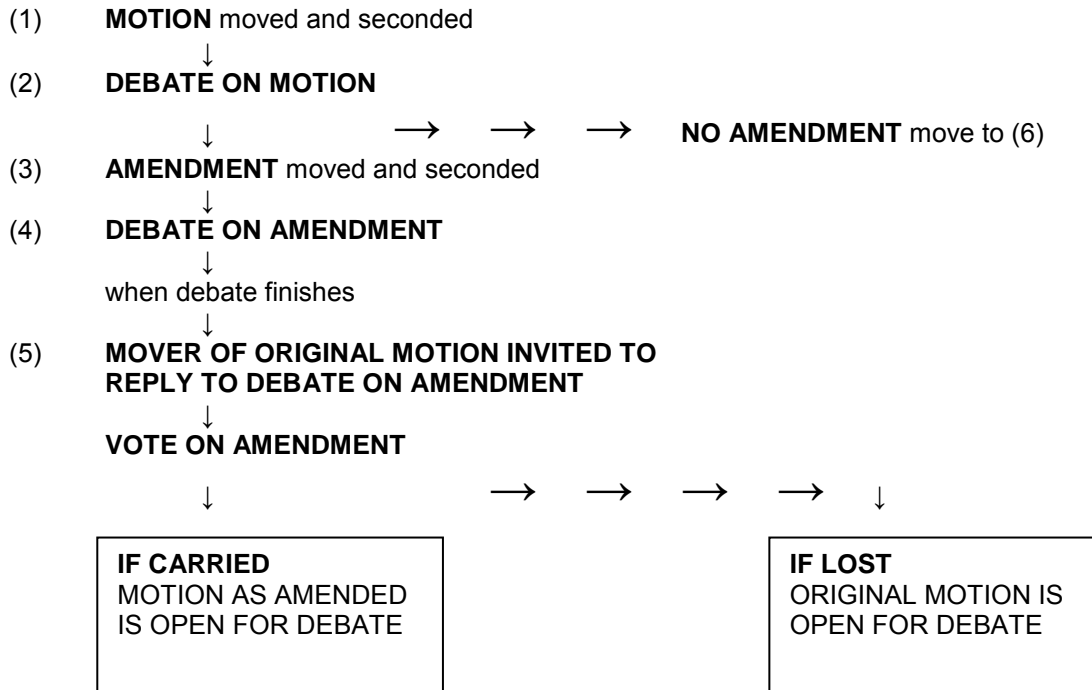 (1) MOTION moved and seconded
↓
(2) DEBATE ON MOTION
↓ → → → NO AMENDMENT move to (6)
(3) AMENDMENT moved and seconded
↓
(4) DEBATE ON AMENDMENT
↓
when debate finishes
↓
(5) MOVER OF ORIGINAL MOTION INVITED TO
REPLY TO DEBATE ON AMENDMENT
↓
VOTE ON AMENDMENT
↓ → → → → ↓
IF CARRIED
MOTION AS AMENDED
IS OPEN FOR DEBATE
IF LOST
ORIGINAL MOTION IS
OPEN FOR DEBATE